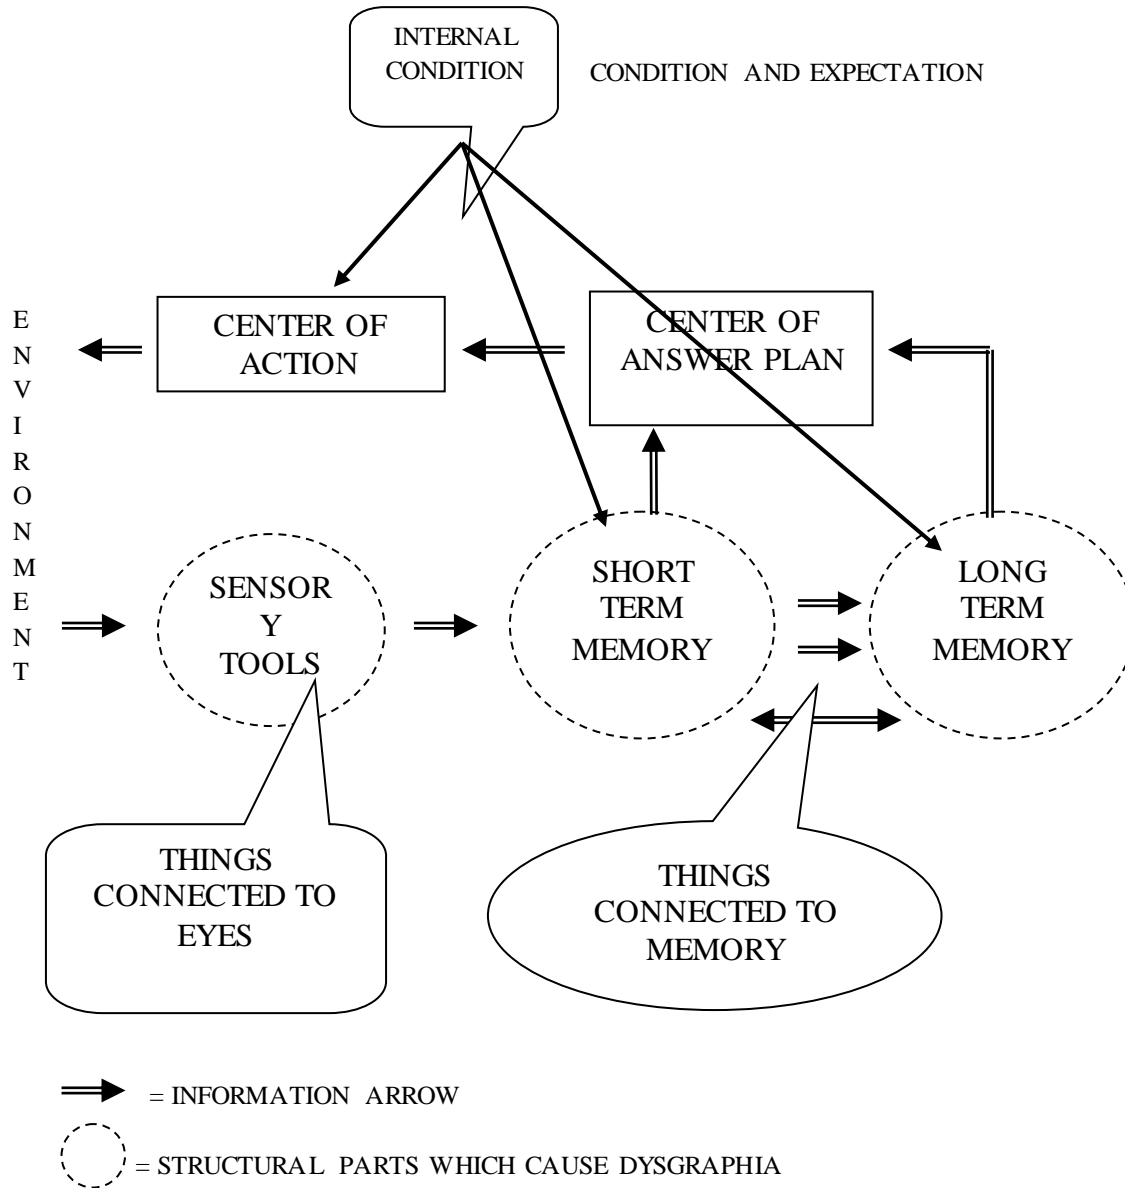 INTERNAL
CONDITION
CONDITION AND EXPECTATION
E
N
V
I
R
O
N
M
E
N
T
CENTER OF
ACTION
CENTER OF
ANSWER PLAN
SENSOR
Y
TOOLS
SHORT
TERM
MEMORY
LONG
TERM
MEMORY
THINGS
CONNECTED TO
EYES
THINGS
CONNECTED TO
MEMORY
= INFORMATION ARROW
= STRUCTURAL PARTS WHICH CAUSE DYSGRAPHIA